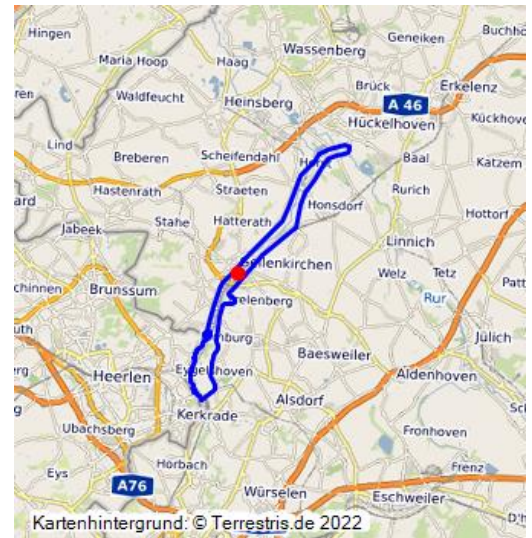 Hingen
Geneiken
Buchho
Wassenberg
Maria Hoop
Haag
Brück
Erkelenz
Waldfeucht
Heinsberg
A 46
Hückelhoven
Kückhove
Lind
Breberen
Scheifendahl
Baal
Katzem
Hastenrath
Straeten
Rurich
Stahe
Hatterath
Honsdorf
Hottorf
Jabeek
Linnich
chinnen
Brunssum
Welz
Tetz
Rur
Jülich
Baesweiler
Heerlen
Aldenhoven
Kerkrade
Alsdorf
Ubachsberg
Fronhoven
Eys
Horbach
Frenz
A76
Würselen
Eschweiler
D'h
Kartenhintergrund: © Terrestris.de 2022